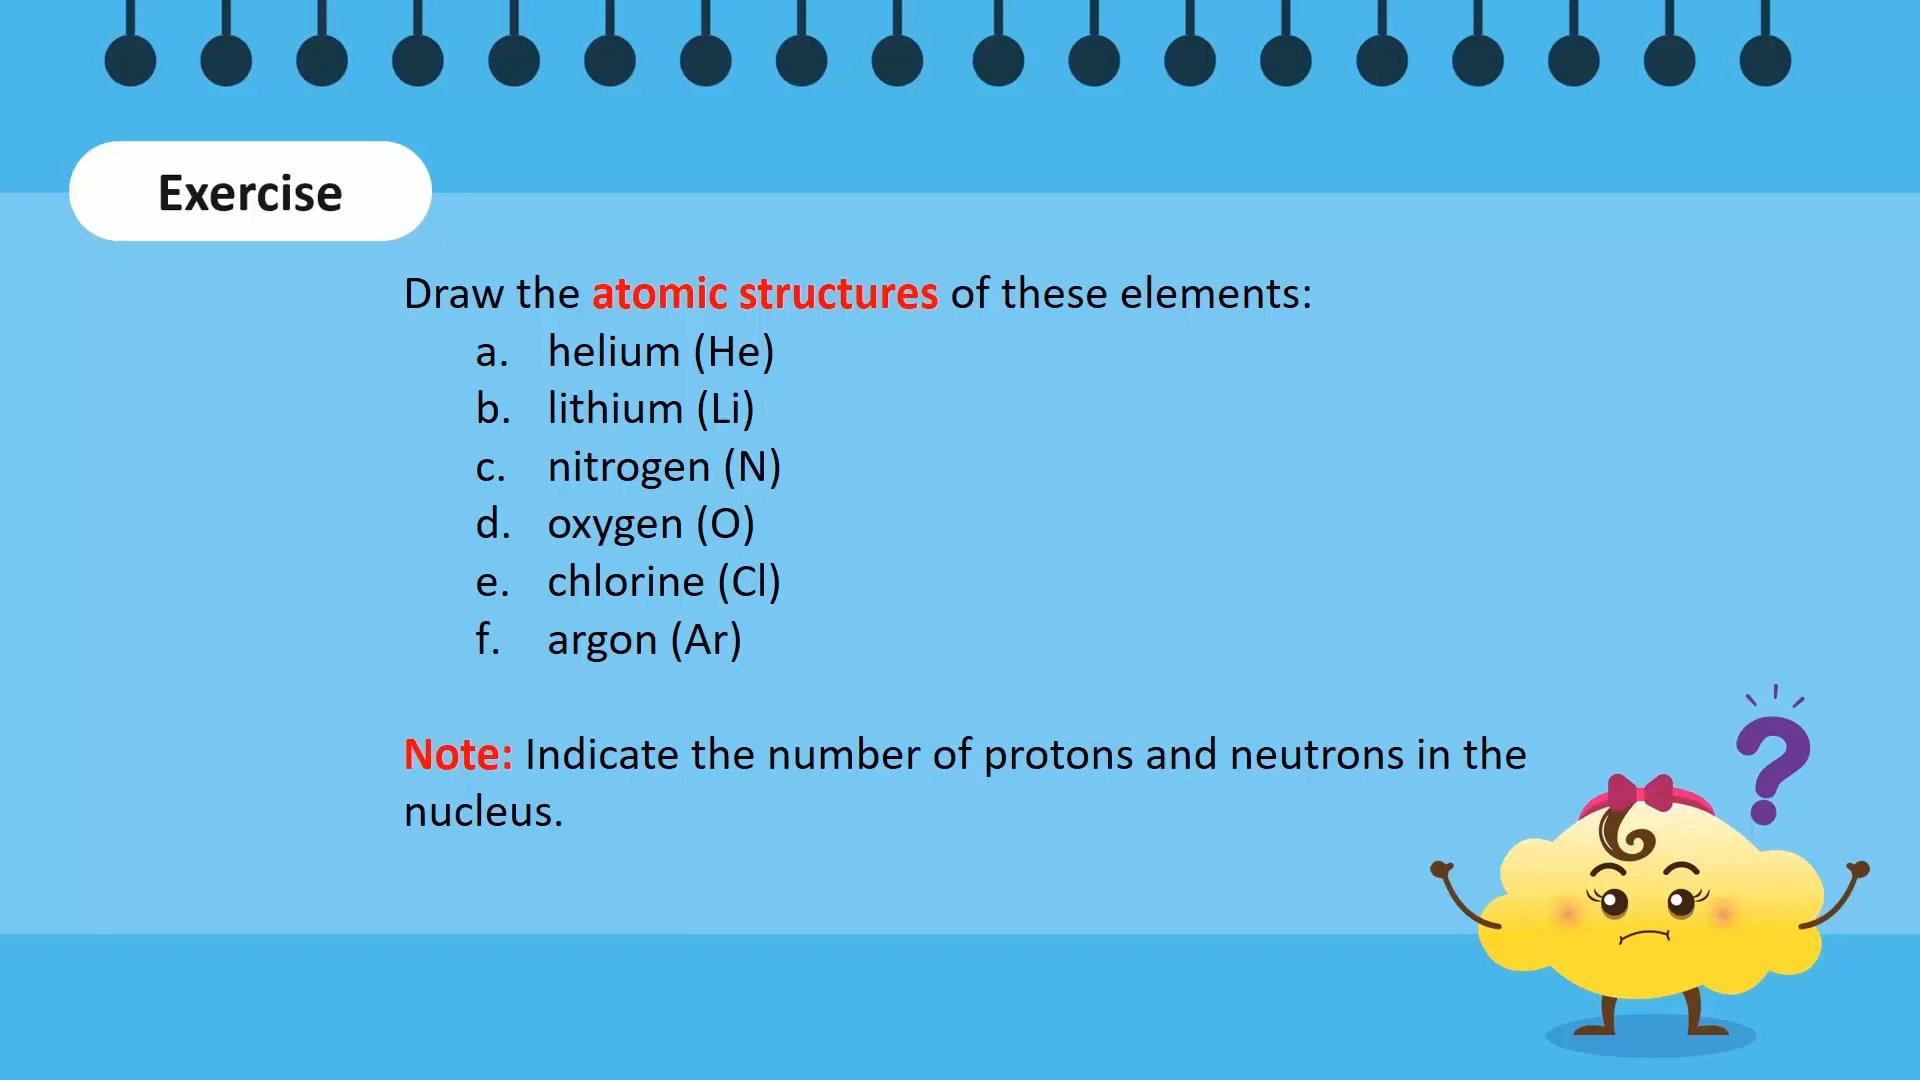 Exercise
Draw the atomic structures of these elements:
a. helium (He)
b. lithium (Li)
c. nitrogen (N)
d. oxygen (O)
e. chlorine (Cl)
f. argon (Ar)
Note: Indicate the number of protons and neutrons in the
nucleus.
?